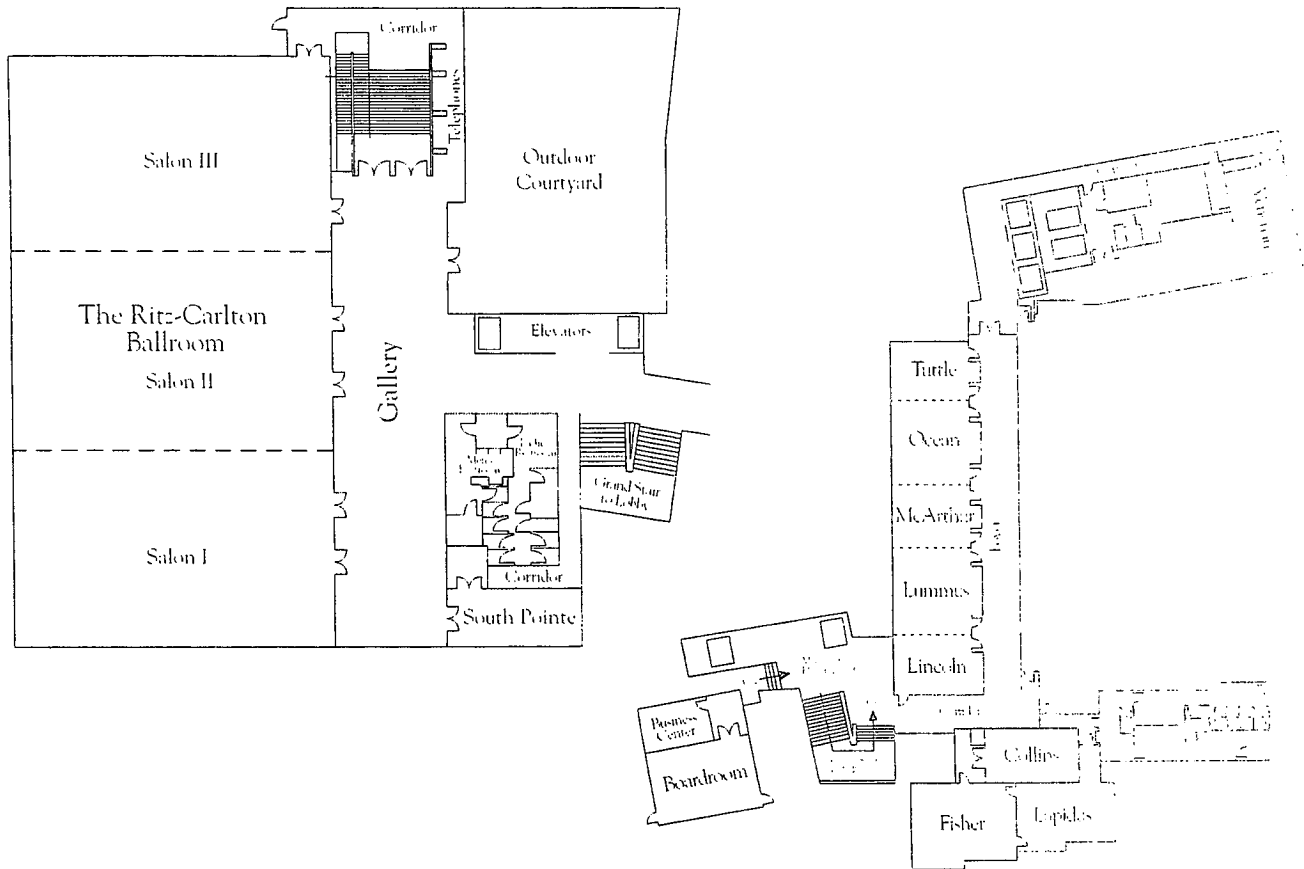 Corridor
Telephones
Salon III
Outdoor
Courtyard
The Ritz-Carlton
Ballroom
Salon II
Gallery
Elevators
Grand Stair
to Lobby
Salon I
Corridor
South Pointe
Tuttle
Ocean
McArthur
Lummus
Lincoln
Business
Center
Boardroom
Collins
Fisher
Lapidus